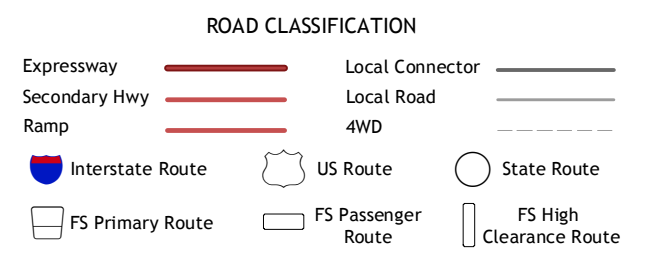 ROAD CLASSIFICATION
Expressway
Local Connector
Secondary Hwy
Local Road
Ramp
4WD
Interstate Route
US Route
State Route
FS Primary Route
FS Passenger
Route
FS High
Clearance Route